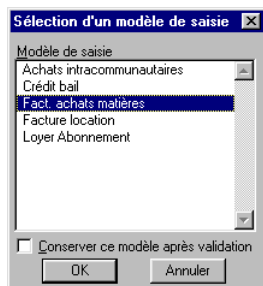 Sélection d'un modèle de saisie
Modèle de saisie
Achats intracommunautaires
Crédit bail
Fact. achats matières
Facture location
Loyer Abonnement
Conserver ce modèle après validation
OK
Annuler